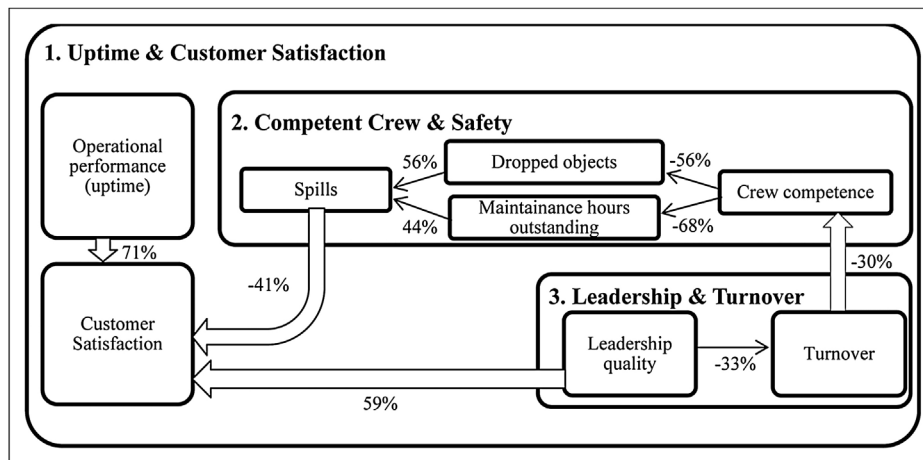 1. Uptime & Customer Satisfaction
Operational
performance
(uptime)
71%
Customer
Satisfaction
2. Competent Crew & Safety
Spills
56%
Dropped objects
-56%
44%
Maintainance hours
outstanding
-68%
Crew competence
-41%
-30%
3. Leadership & Turnover
Leadership
quality
-33%
Turnover
59%